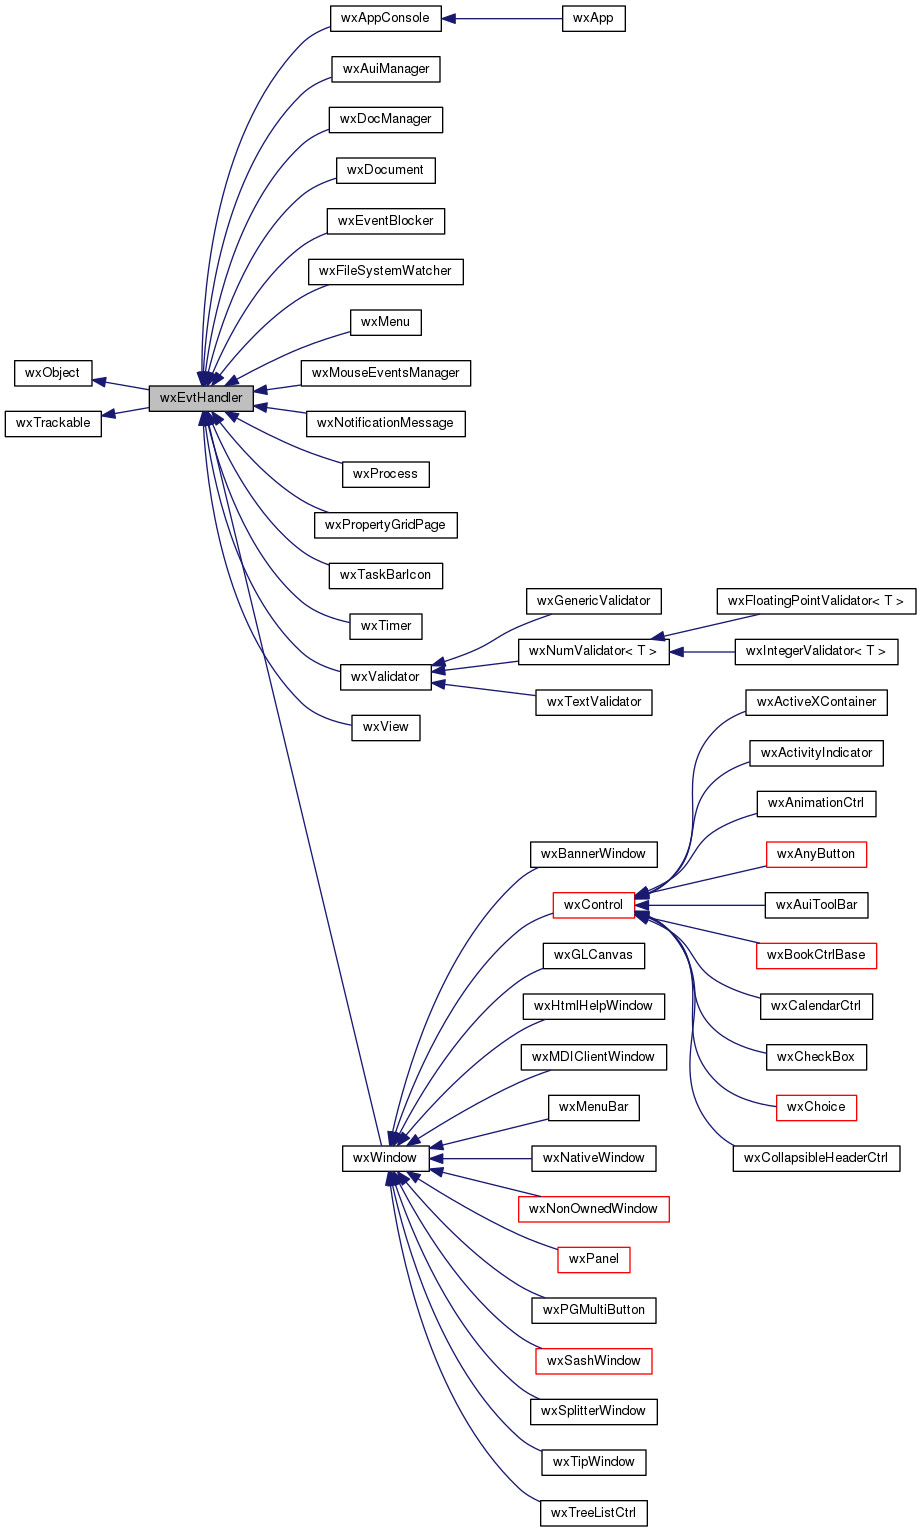 wxAppConsole
wxApp
wxAuiManager
wxDocManager
wxDocument
wxEventBlocker
wxFileSystemWatcher
wxMenu
wxObject
wxMouseEventsManager
wxEvtHandler
wxTrackable
wxNotificationMessage
wxProcess
wxPropertyGridPage
wxTaskBarIcon
wxGenericValidator
wxFloatingPointValidator< T >
wxTimer
wxNumValidator< T >
wxIntegerValidator< T >
wxValidator
wxTextValidator
wxActiveXContainer
wxView
wxActivityIndicator
wxAnimationCtrl
wxBannerWindow
wxAnyButton
wxControl
wxAuiToolBar
wxGLCanvas
wxBookCtrlBase
wxHtmlHelpWindow
wxCalendarCtrl
wxMDIClientWindow
wxCheckBox
wxMenuBar
wxChoice
wxWindow
wxNativeWindow
wxCollapsibleHeaderCtrl
wxNonOwnedWindow
wxPanel
wxPGMultiButton
wxSashWindow
wxSplitterWindow
wxTipWindow
wxTreeListCtrl